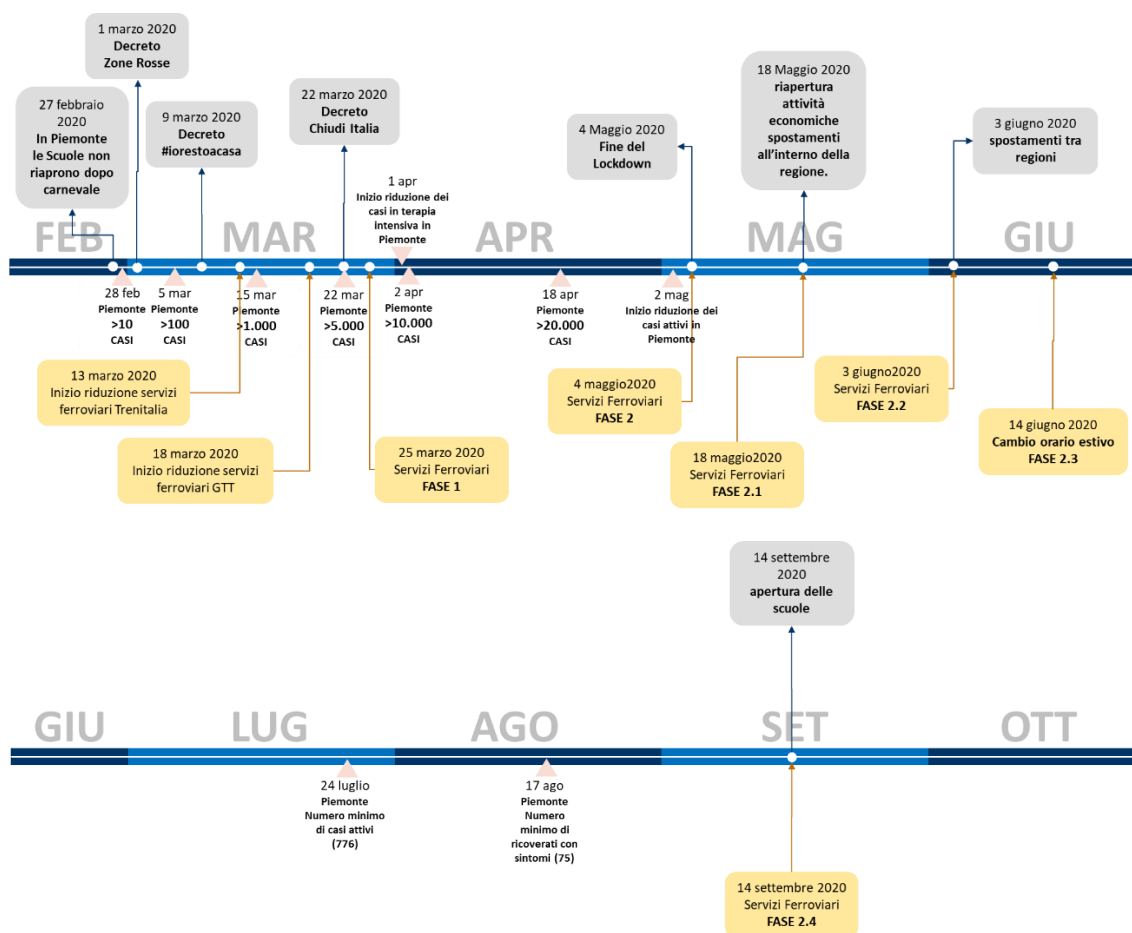 1 marzo 2020
Decreto
Zone Rosse
27 febbraio
2020
In Piemonte
le Scuole non
riaprono dopo
carnevale
9 marzo 2020
Decreto
#iorestoacasa
22 marzo 2020
Decreto
Chiudi Italia
1 apr
Inizio riduzione dei
casi in terapia
intensiva in
Piemonte
4 Maggio 2020
Fine del
Lockdown
18 Maggio 2020
riapertura
attività
economiche
spostamenti
all'interno della
regione.
3 giugno 2020
spostamenti tra
regioni
FEB
MAR
APR
MAG
GIU
28 feb
Piemonte
>10
CASI
5 mar
Piemonte
>100
CASI
15 mar
Piemonte
>1.000
CASI
22 mar
Piemonte
>5.000
CASI
2 apr
Piemonte
>10.000
CASI
18 apr
Piemonte
>20.000
CASI
2 mag
Inizio riduzione dei
casi attivi in
Piemonte
13 marzo 2020
Inizio riduzione servizi
ferroviari Trenitalia
18 marzo 2020
Inizio riduzione servizi
ferroviari GTT
25 marzo 2020
Servizi Ferroviari
FASE 1
4 maggio2020
Servizi Ferroviari
FASE 2
18 maggio2020
Servizi Ferroviari
FASE 2.1
3 giugno2020
Servizi Ferroviari
FASE 2.2
14 giugno 2020
Cambio orario estivo
FASE 2.3
14 settembre
2020
apertura delle
scuole
GIU
LUG
AGO
SET
OTT
24 luglio
Piemonte
Numero minimo
di casi attivi
(776)
17 ago
Piemonte
Numero
minimo di
ricoverati con
sintomi (75)
14 settembre 2020
Servizi Ferroviari
FASE 2.4